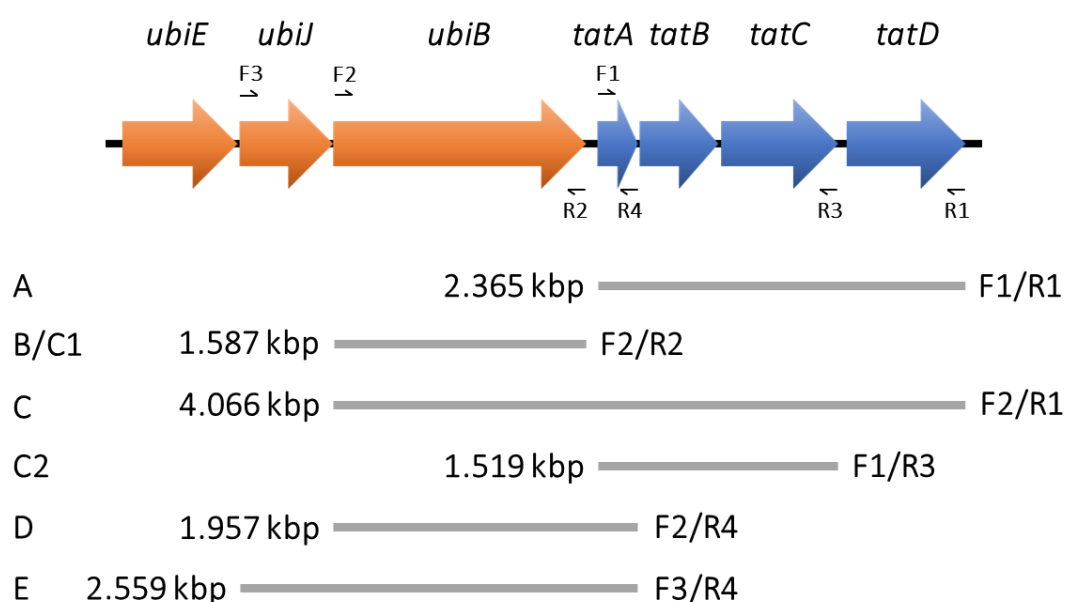 ubiE ubiJ ubiB tatA tatB tatC tatD
F3 F2 F1
R2 R4 R3 R1
A 2.365 kbp F1/R1
B/C1 1.587 kbp F2/R2
C 4.066 kbp F2/R1
C2 1.519 kbp F1/R3
D 1.957 kbp F2/R4
E 2.559 kbp F3/R4